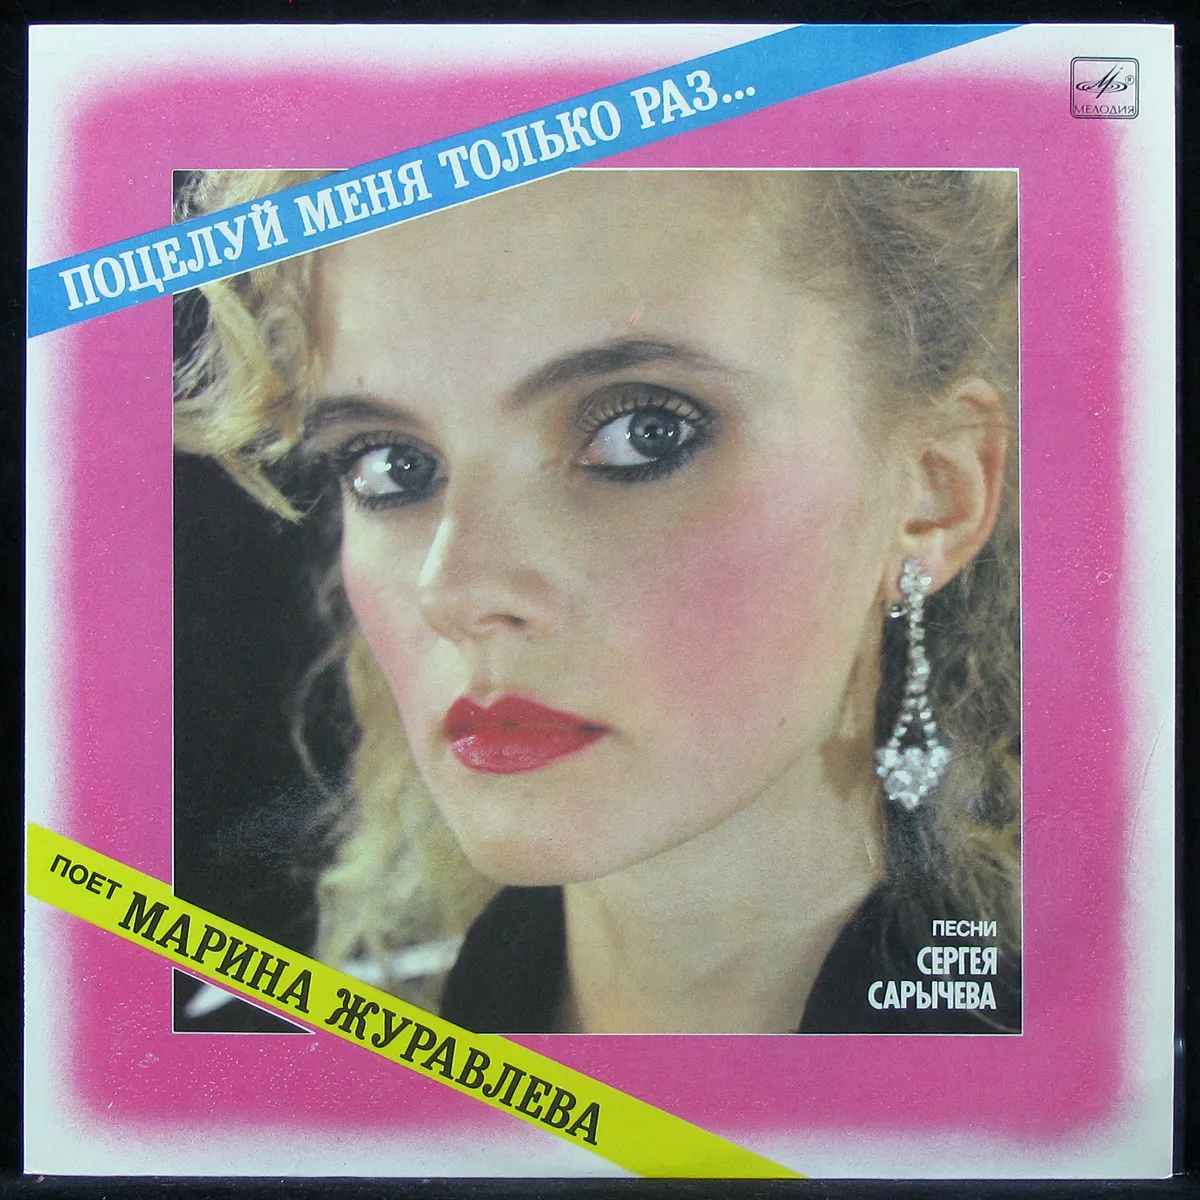 ПОЦЕЛУЙ МЕНЯ ТОЛЬКО РАЗ...
®
МЕЛОДИЯ
ПОЕТ МАРИНА ЖУРАВЛЕВА
ПЕСНИ
СЕРГЕЯ
САРЫЧЕВА